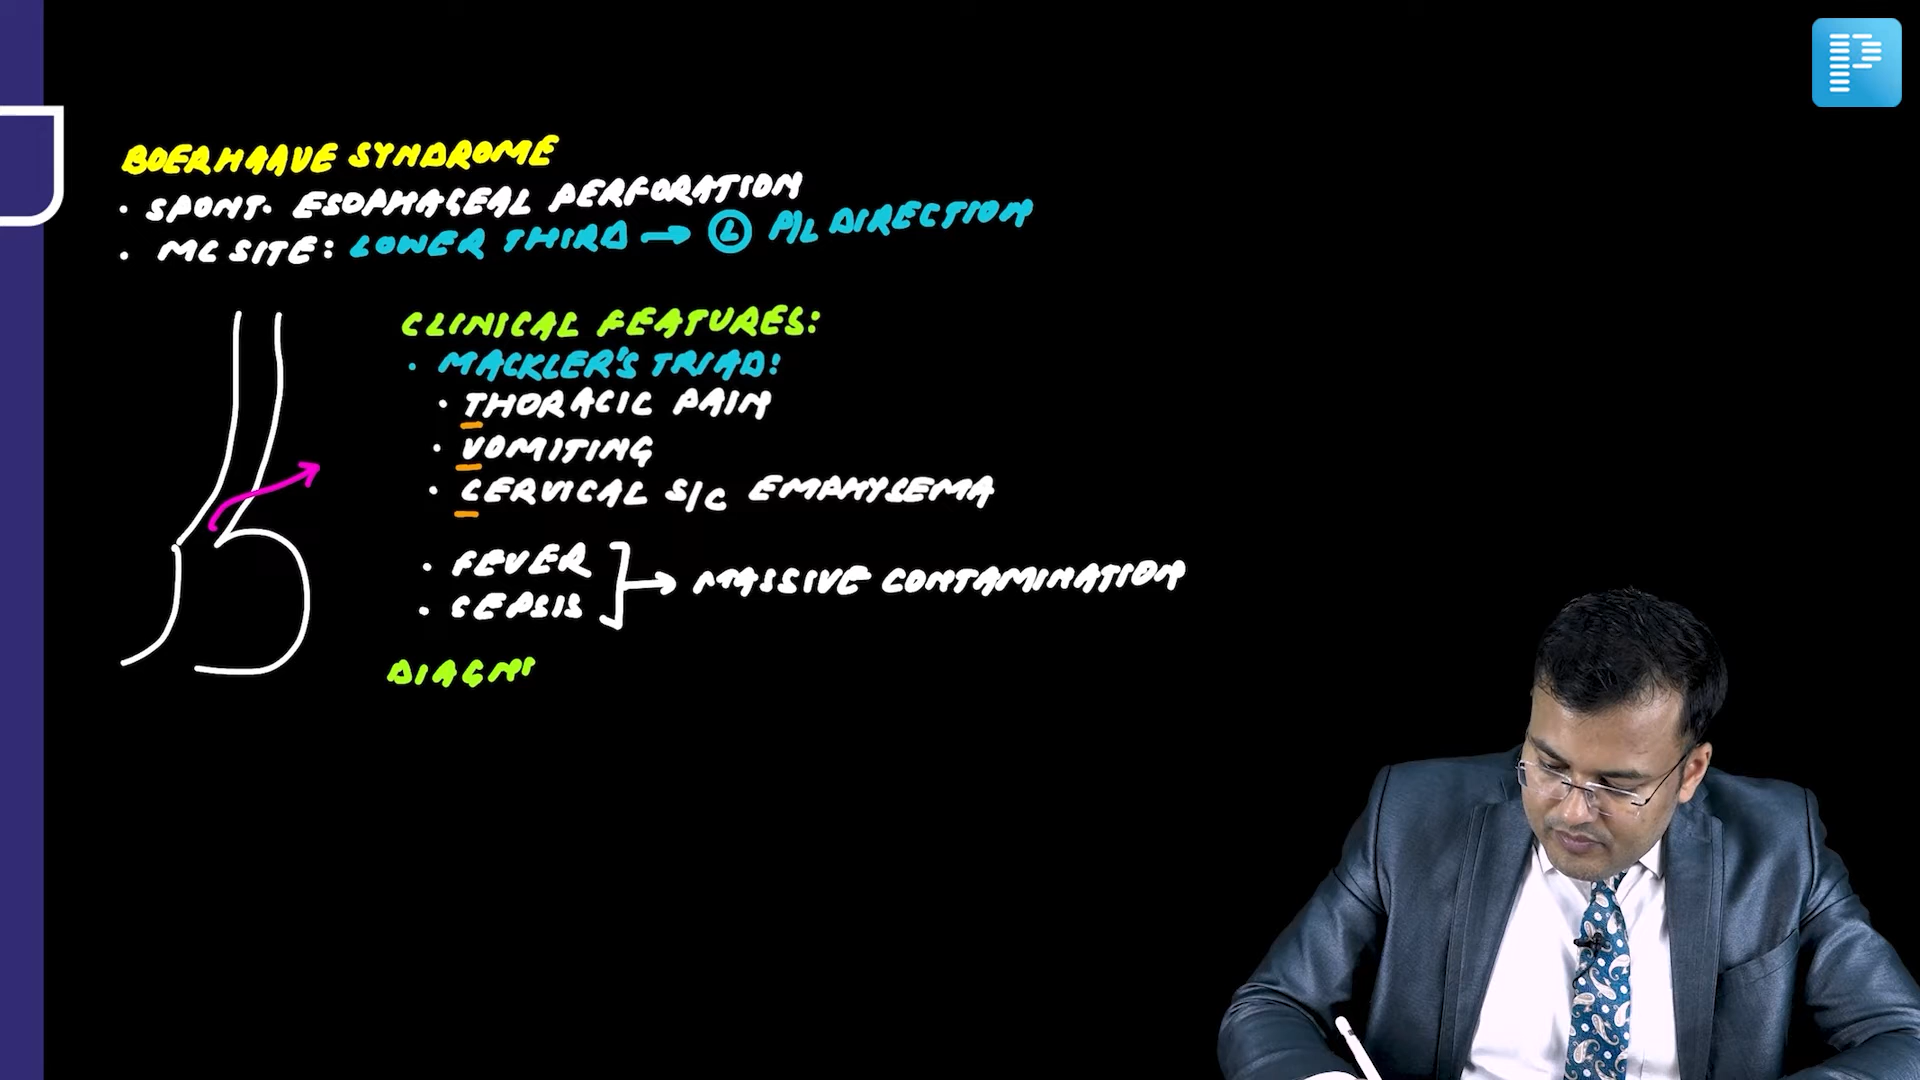 BOERHAAVE SYNDROME
• SPONT. ESOPHAGEAL PERFORATION
• MC SITE: LOWER THIRD → Ⓛ P/L DIRECTION
CLINICAL FEATURES:
• MACKLER'S TRIAD:
• THORACIC PAIN
• VOMITING
• CERVICAL S/C EMPHYSEMA
• FEVER
• SEPSIS
→ MASSIVE CONTAMINATION
DIAGN